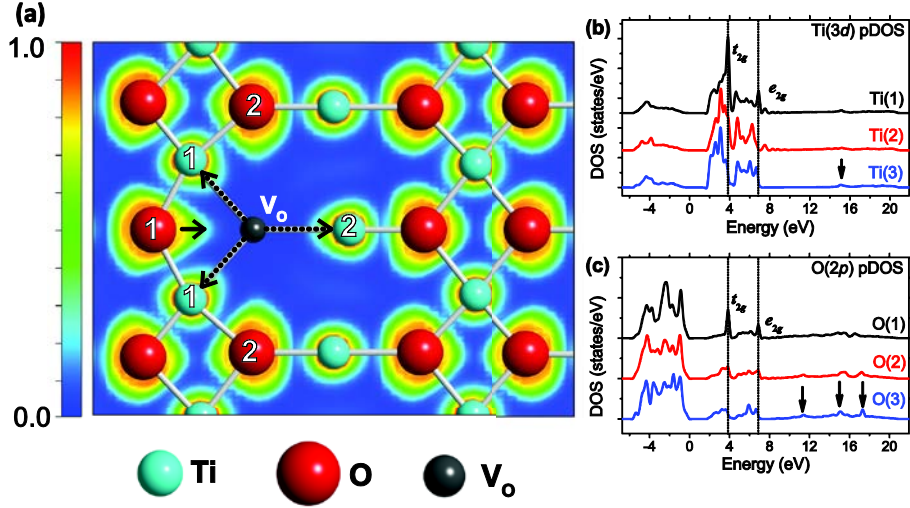 (a)
1.0
0.0
2
1
Vo
1
2
1
2
Ti
O
Vo
(b)
Ti(3d) pDOS
DOS (states/eV)
t2g
e2g
Ti(1)
Ti(2)
Ti(3)
-4 0 4 8 12 16 20
Energy (eV)
(c)
O(2p) pDOS
DOS (states/eV)
t2g
e2g
O(1)
O(2)
O(3)
-4 0 4 8 12 16 20
Energy (eV)